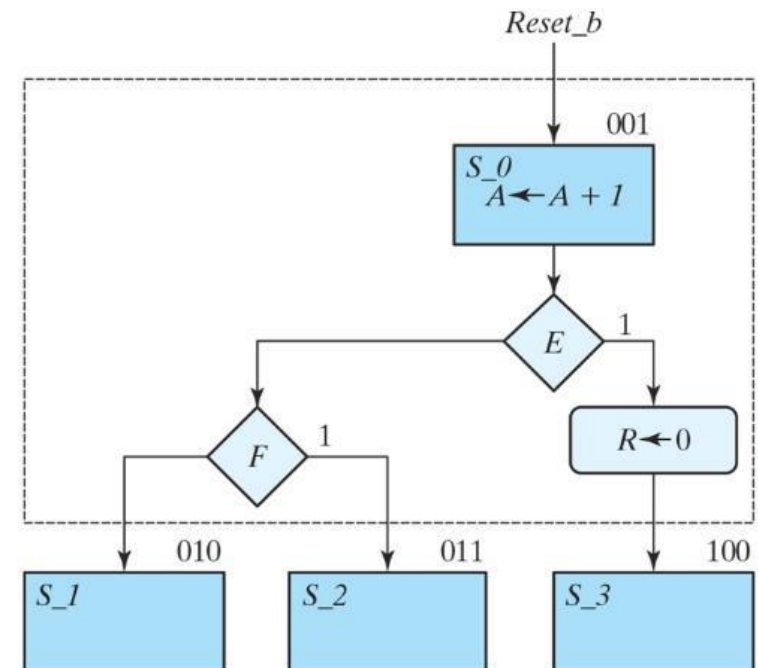 Reset_b
001
S_0
A ← A + 1
E
1
R ← 0
F
1
010
011
100
S_1
S_2
S_3